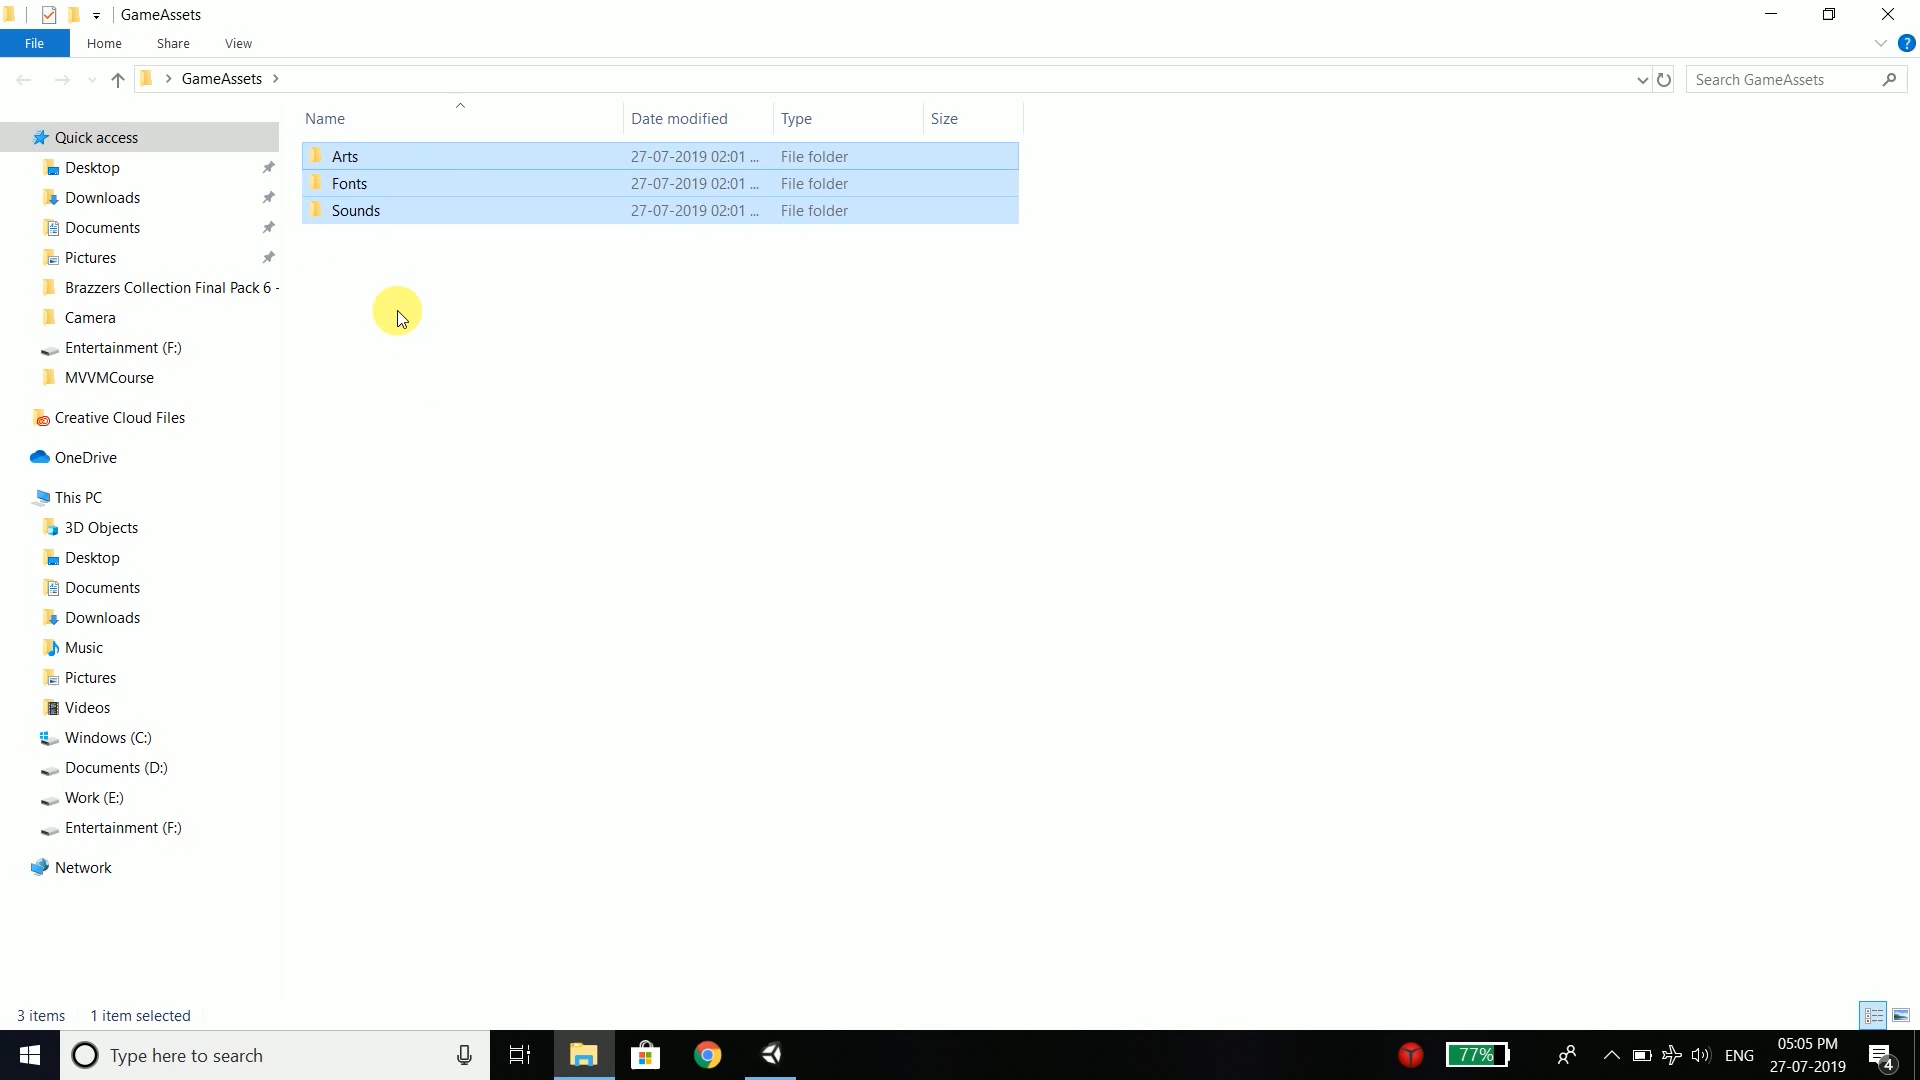 GameAssets
File Home Share View
GameAssets
Search GameAssets
Name Date modified Type Size
Arts 27-07-2019 02:01 ... File folder
Fonts 27-07-2019 02:01 ... File folder
Sounds 27-07-2019 02:01 ... File folder
Quick access
Desktop
Downloads
Documents
Pictures
Brazzers Collection Final Pack 6 -
Camera
Entertainment (F:)
MVVMCourse
Creative Cloud Files
OneDrive
This PC
3D Objects
Desktop
Documents
Downloads
Music
Pictures
Videos
Windows (C:)
Documents (D:)
Work (E:)
Entertainment (F:)
Network
3 items 1 item selected
Type here to search
77%
ENG
05:05 PM
27-07-2019
4